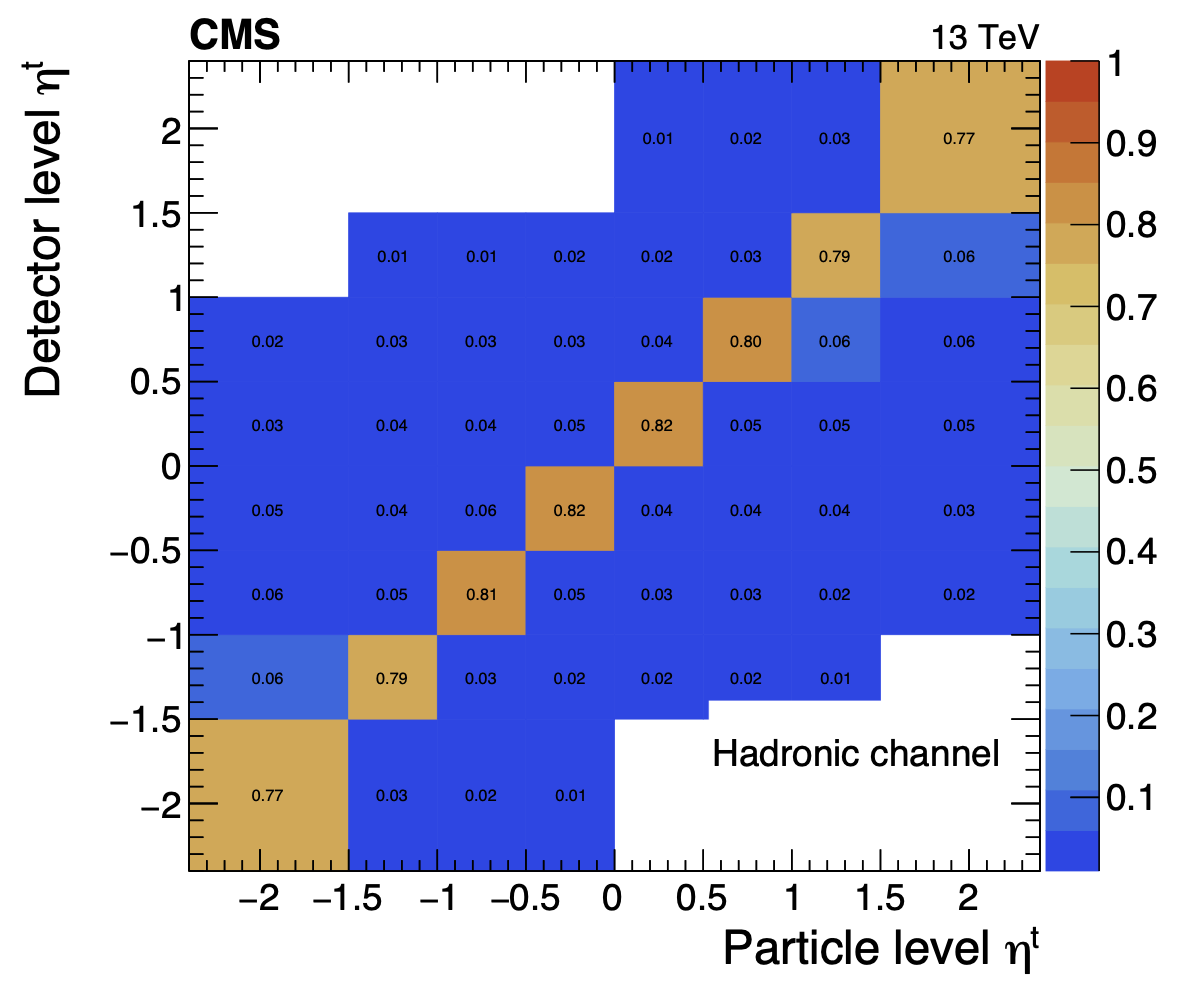 CMS 13 TeV
Detector level ηᵗ
2
1.5
1
0.5
0
−0.5
−1
−1.5
−2
0.01 0.02 0.03 0.77
0.01 0.01 0.02 0.02 0.03 0.79 0.06
0.02 0.03 0.03 0.03 0.04 0.80 0.06 0.06
0.03 0.04 0.04 0.05 0.82 0.05 0.05 0.05
0.05 0.04 0.06 0.82 0.04 0.04 0.04 0.03
0.06 0.05 0.81 0.05 0.03 0.03 0.02 0.02
0.06 0.79 0.03 0.02 0.02 0.02 0.01
Hadronic channel
0.77 0.03 0.02 0.01
−2 −1.5 −1 −0.5 0 0.5 1 1.5 2
Particle level ηᵗ
1
0.9
0.8
0.7
0.6
0.5
0.4
0.3
0.2
0.1